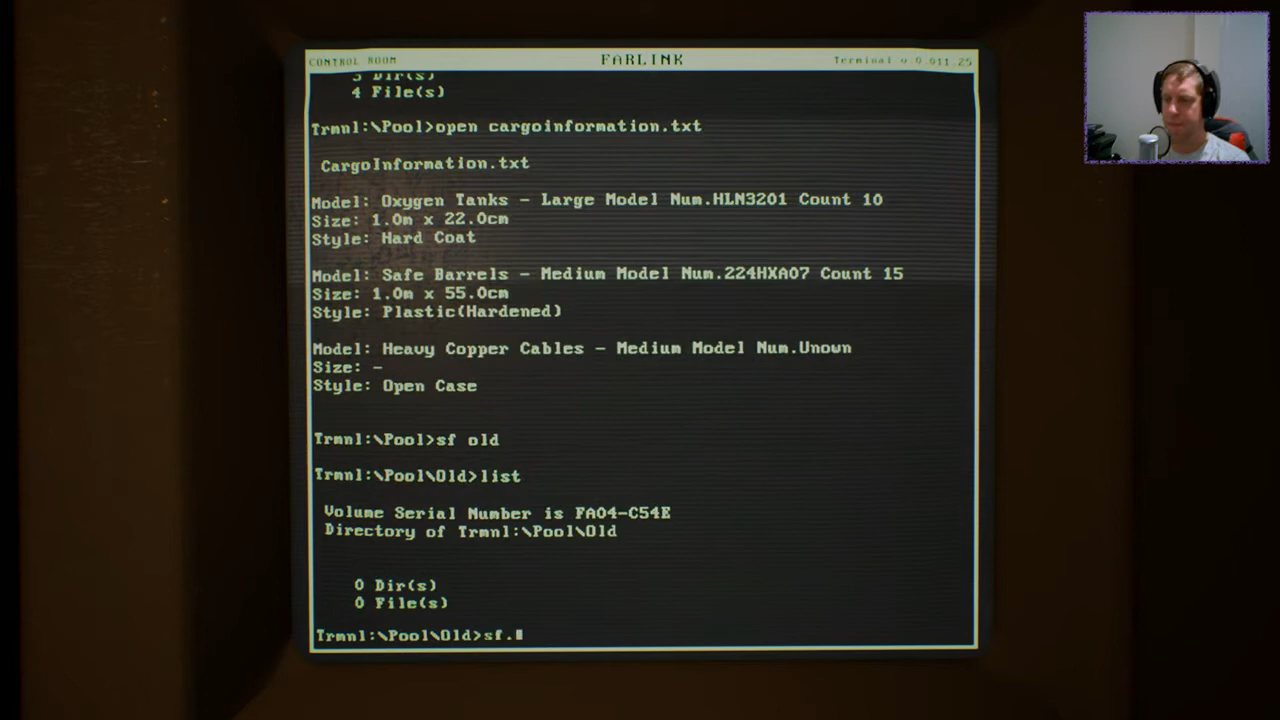 CONTROL ROOM FARLINK Terminal v.0.011.25
3 Dir(s)
4 File(s)
Trmnl:\Pool>open cargoinformation.txt
CargoInformation.txt
Model: Oxygen Tanks - Large Model Num.HLN3201 Count 10
Size: 1.0m x 22.0cm
Style: Hard Coat
Model: Safe Barrels - Medium Model Num.224HXA07 Count 15
Size: 1.0m x 55.0cm
Style: Plastic(Hardened)
Model: Heavy Copper Cables - Medium Model Num.Unown
Size: -
Style: Open Case
Trmnl:\Pool>sf old
Trmnl:\Pool\Old>list
Volume Serial Number is FA04-C54E
Directory of Trmnl:\Pool\Old
0 Dir(s)
0 File(s)
Trmnl:\Pool\Old>sf.